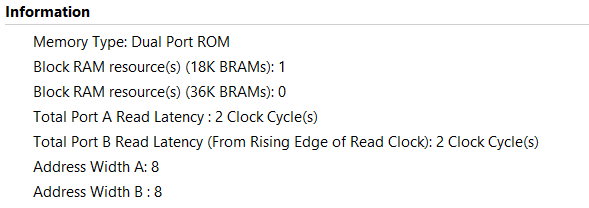 Information
Memory Type: Dual Port ROM
Block RAM resource(s) (18K BRAMs): 1
Block RAM resource(s) (36K BRAMs): 0
Total Port A Read Latency : 2 Clock Cycle(s)
Total Port B Read Latency (From Rising Edge of Read Clock): 2 Clock Cycle(s)
Address Width A: 8
Address Width B : 8